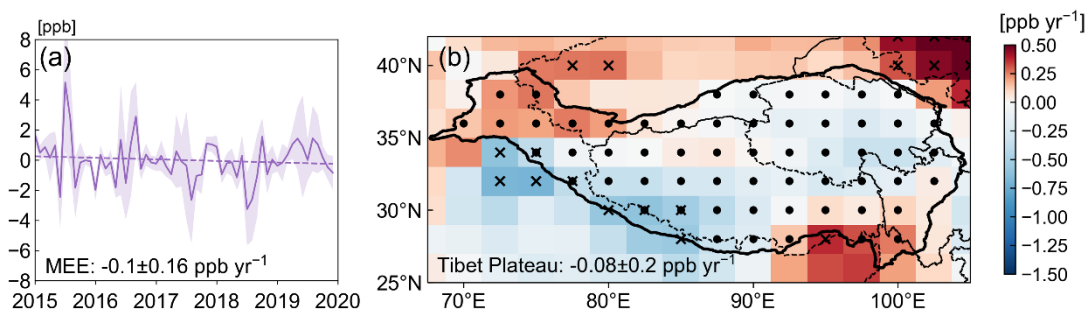 [ppb]
(a)
8
6
4
2
0
−2
−4
−6
−8
MEE: -0.1±0.16 ppb yr⁻¹
2015 2016 2017 2018 2019 2020
(b)
40°N
35°N
30°N
25°N
Tibet Plateau: -0.08±0.2 ppb yr⁻¹
70°E 80°E 90°E 100°E
[ppb yr⁻¹]
0.50
0.25
0.00
−0.25
−0.50
−0.75
−1.00
−1.25
−1.50